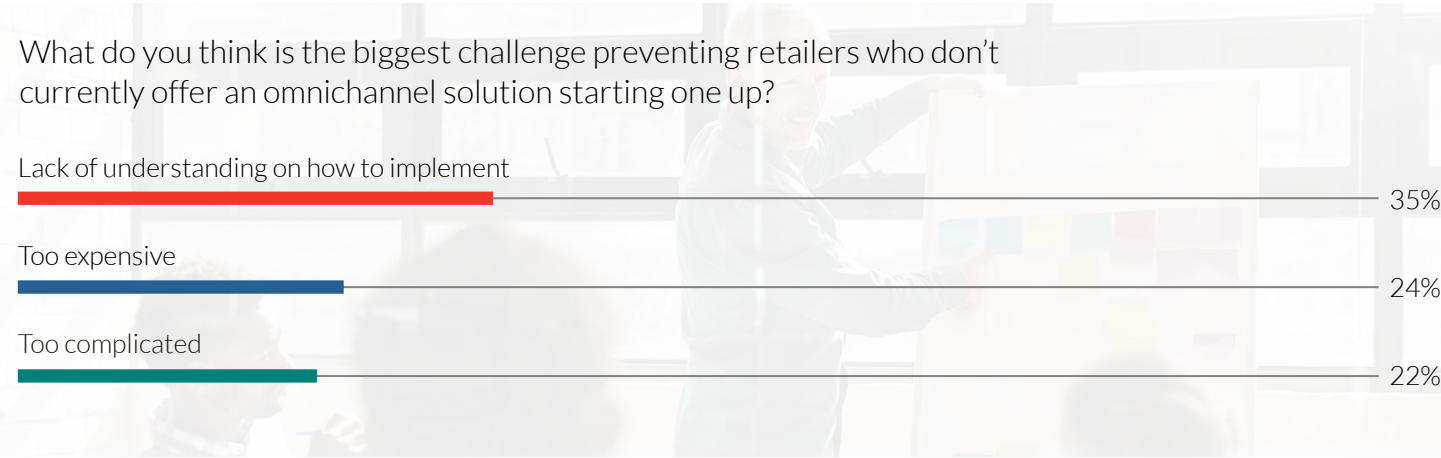 What do you think is the biggest challenge preventing retailers who don’t
currently offer an omnichannel solution starting one up?
Lack of understanding on how to implement
35%
Too expensive
24%
Too complicated
22%